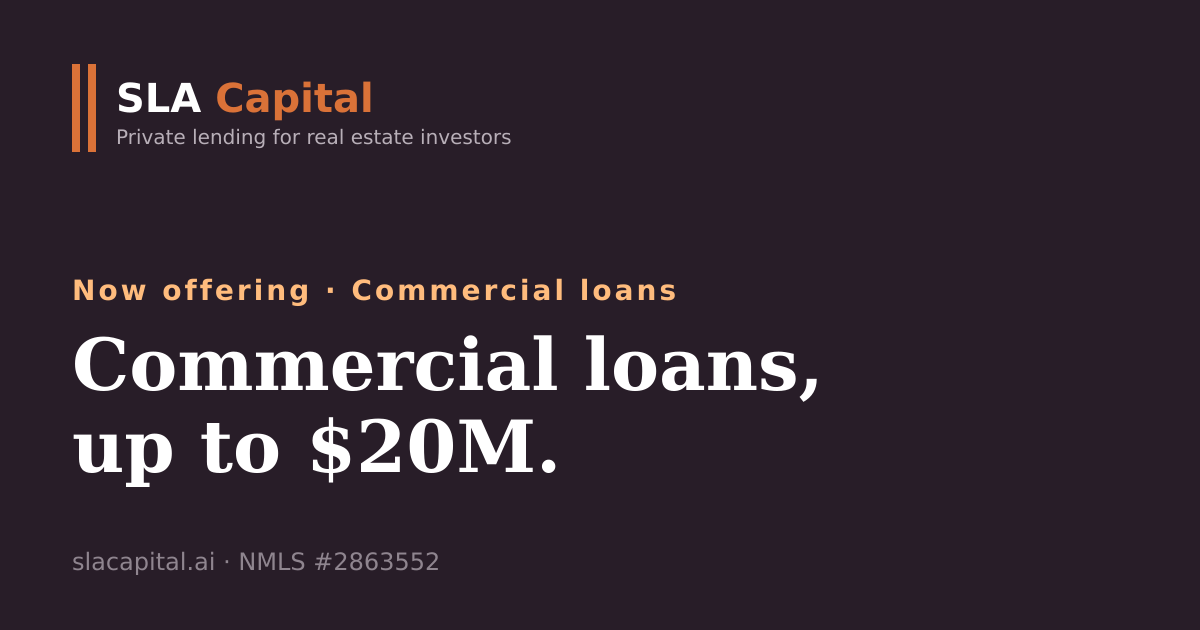 SLA Capital
Private lending for real estate investors
Now offering · Commercial loans
Commercial loans,
up to $20M.
slacapital.ai · NMLS #2863552